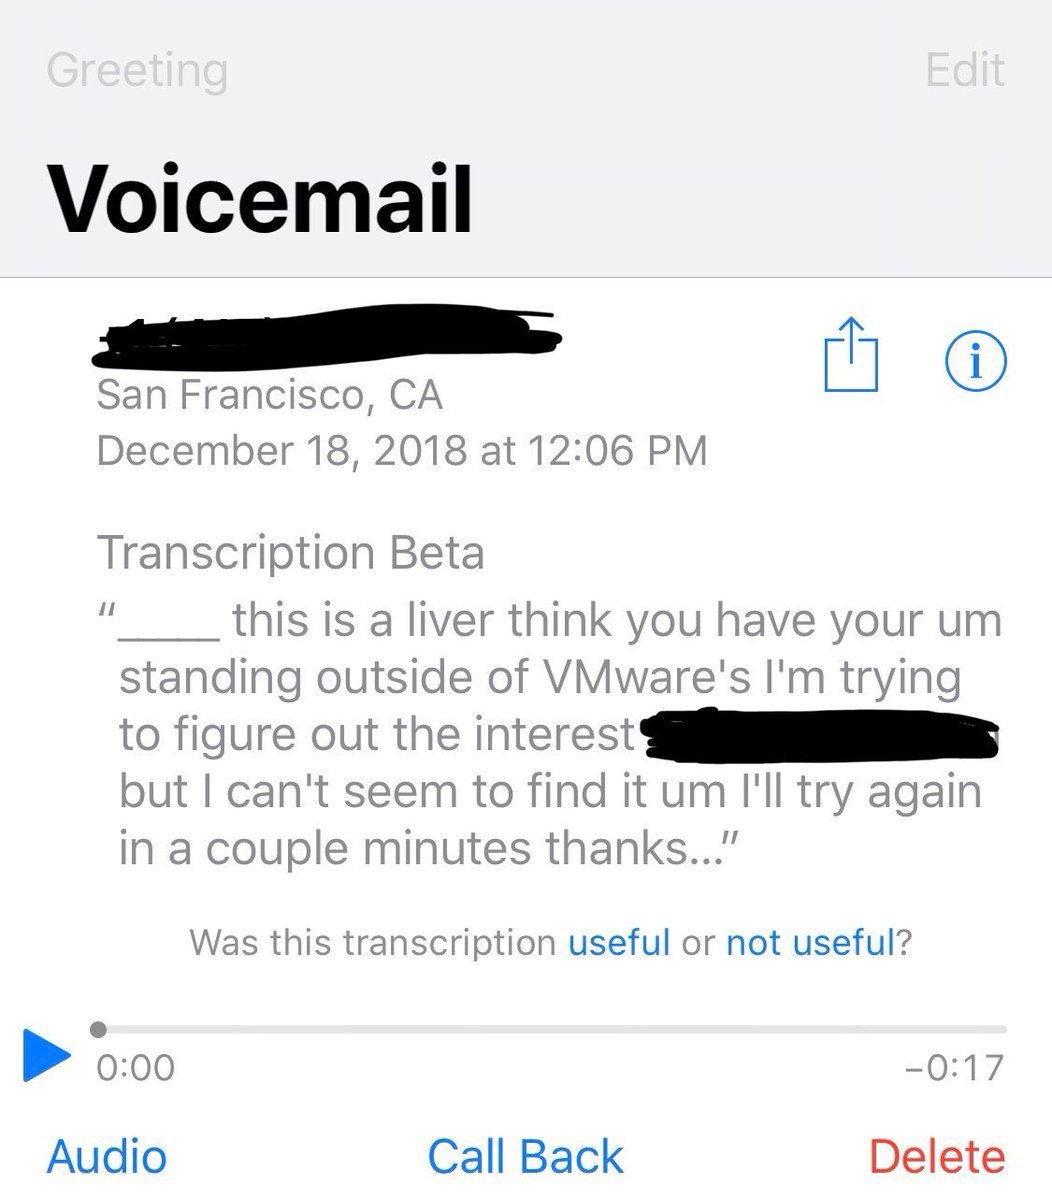 Greeting Edit
Voicemail
San Francisco, CA
December 18, 2018 at 12:06 PM
Transcription Beta
“_____ this is a liver think you have your um
standing outside of VMware's I'm trying
to figure out the interest
but I can't seem to find it um I'll try again
in a couple minutes thanks...”
Was this transcription useful or not useful?
0:00 −0:17
Audio Call Back Delete